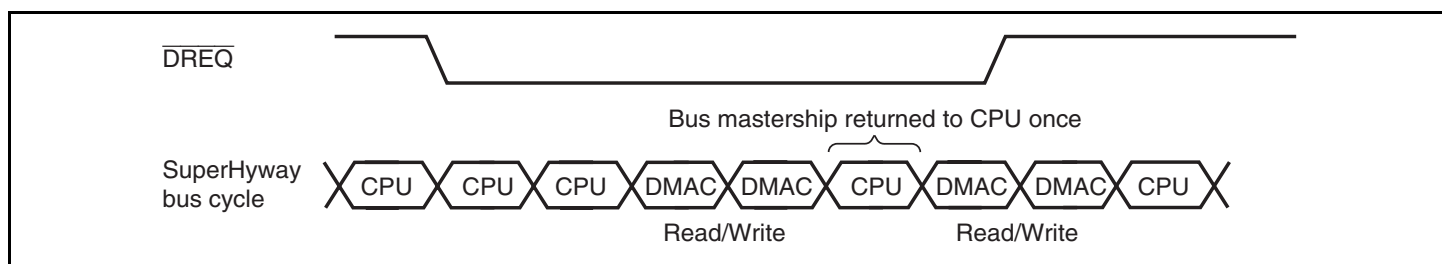 DREQ
Bus mastership returned to CPU once
SuperHyway
bus cycle
CPU CPU CPU DMAC DMAC CPU DMAC DMAC CPU
Read/Write Read/Write